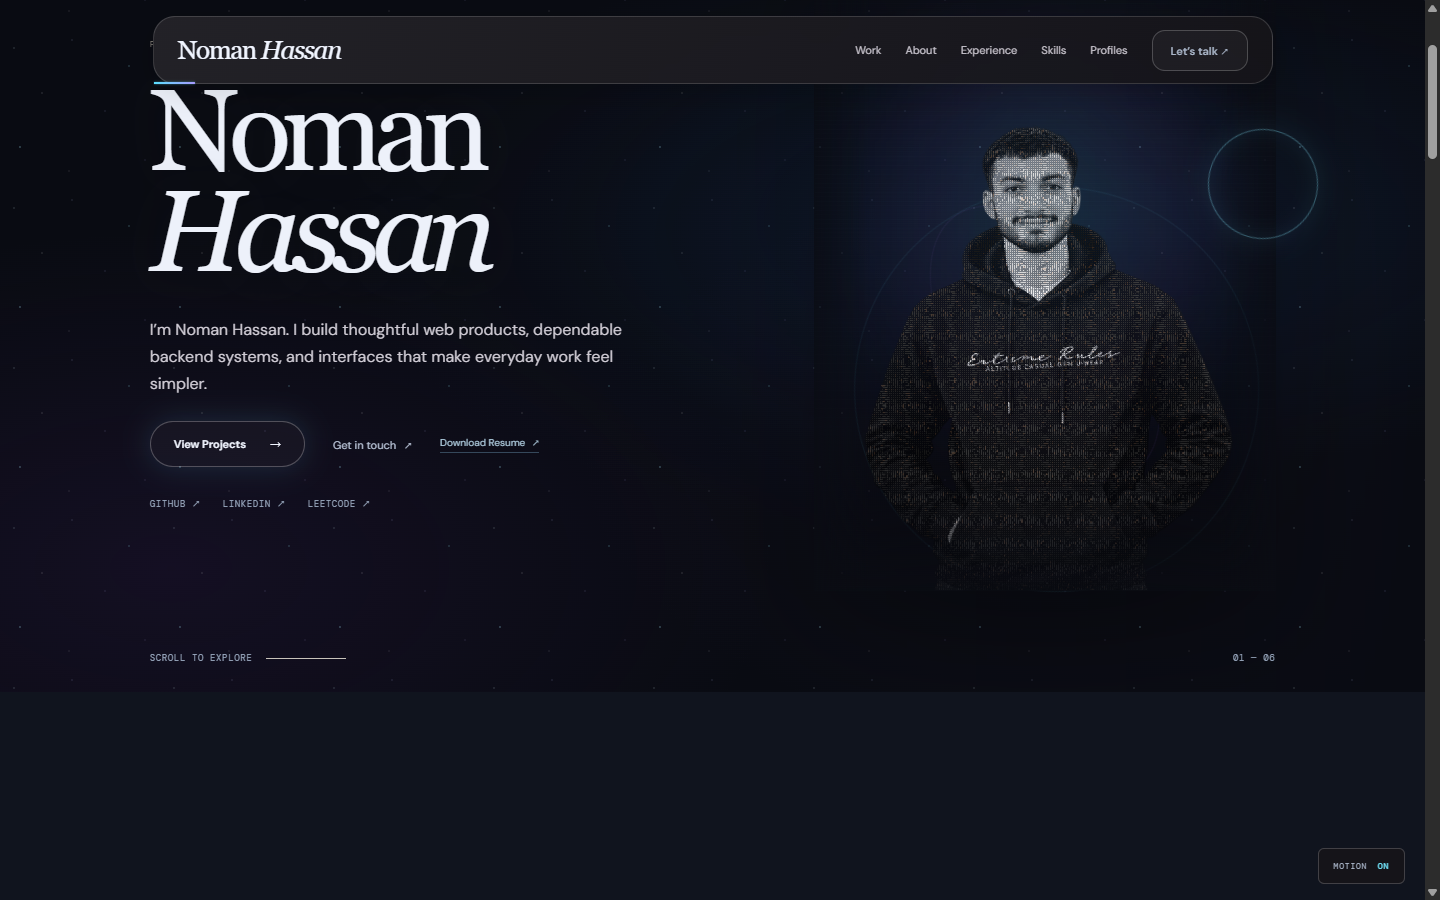 Noman Hassan
Work
About
Experience
Skills
Profiles
Let's talk ↗
Noman
Hassan
I'm Noman Hassan. I build thoughtful web products, dependable
backend systems, and interfaces that make everyday work feel
simpler.
View Projects →
Get in touch ↗
Download Resume ↗
GITHUB ↗
LINKEDIN ↗
LEETCODE ↗
Extreme Rules
SCROLL TO EXPLORE
01 — 06
MOTION ON